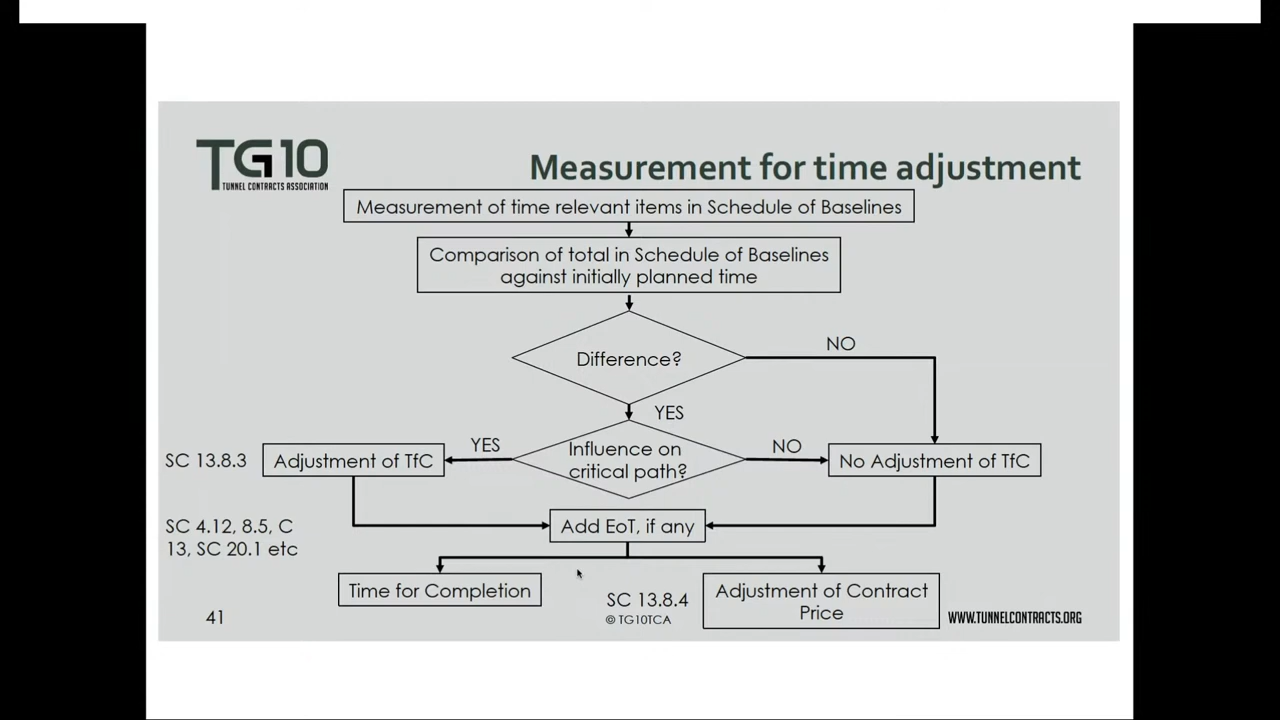 TG10
TUNNEL CONTRACTS ASSOCIATION
Measurement for time adjustment
Measurement of time relevant items in Schedule of Baselines
Comparison of total in Schedule of Baselines
against initially planned time
Difference?
NO
YES
Influence on
critical path?
YES
NO
SC 13.8.3
Adjustment of TfC
No Adjustment of TfC
SC 4.12, 8.5, C
13, SC 20.1 etc
Add EoT, if any
Time for Completion
SC 13.8.4
Adjustment of Contract
Price
41
© TG10TCA
WWW.TUNNELCONTRACTS.ORG